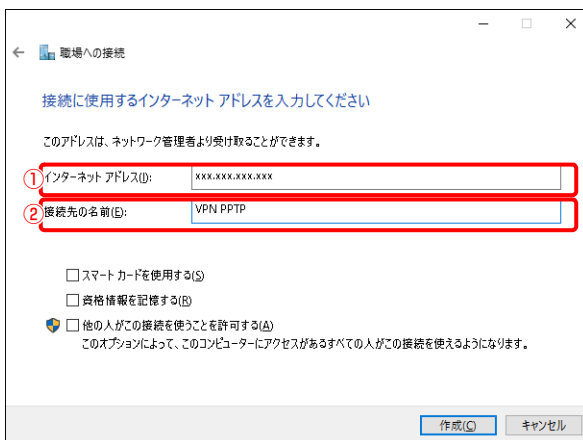 職場への接続
接続に使用するインターネット アドレスを入力してください
このアドレスは、ネットワーク管理者より受け取ることができます。
① インターネット アドレス(I): xxx.xxx.xxx.xxx
② 接続先の名前(E): VPN PPTP
スマート カードを使用する(S)
資格情報を記憶する(R)
他の人がこの接続を使うことを許可する(A)
このオプションによって、このコンピューターにアクセスがあるすべての人がこの接続を使えるようになります。
作成(C) キャンセル